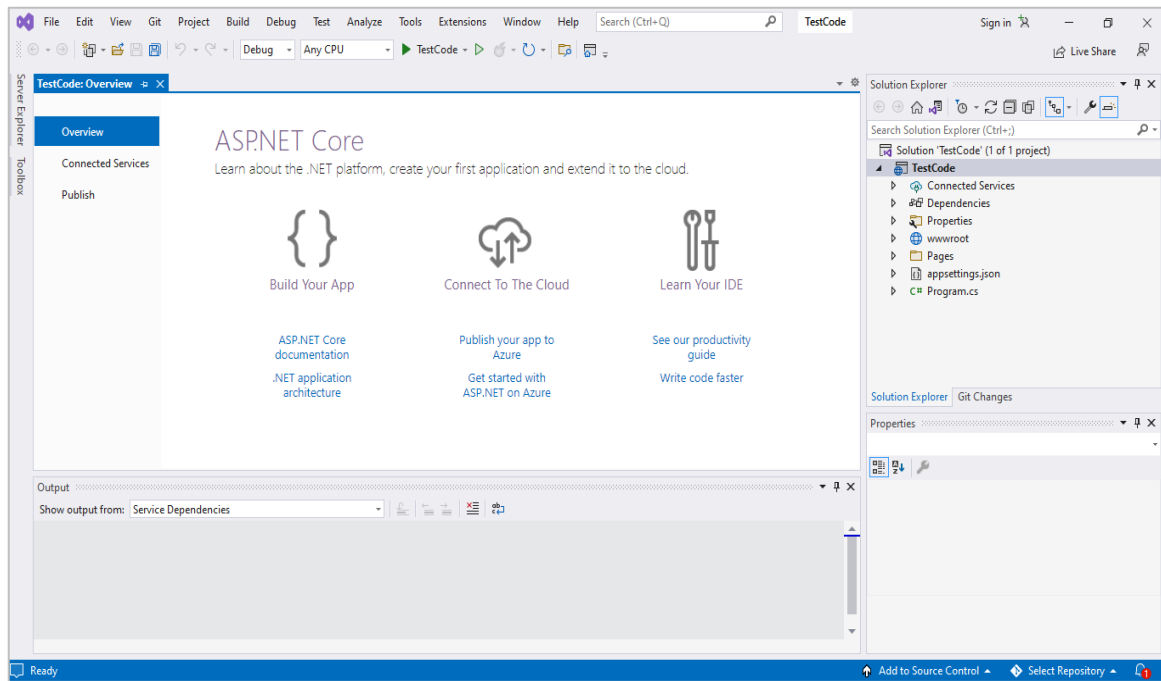 File Edit View Git Project Build Debug Test Analyze Tools Extensions Window Help Search (Ctrl+Q) TestCode Sign in
Debug Any CPU TestCode Live Share
Server Explorer
Toolbox
TestCode: Overview
Overview
Connected Services
Publish
ASP.NET Core
Learn about the .NET platform, create your first application and extend it to the cloud.
{ }
Build Your App
Connect To The Cloud
Learn Your IDE
ASP.NET Core
documentation
.NET application
architecture
Publish your app to
Azure
Get started with
ASP.NET on Azure
See our productivity
guide
Write code faster
Output
Show output from: Service Dependencies
Solution Explorer
Search Solution Explorer (Ctrl+;)
Solution 'TestCode' (1 of 1 project)
TestCode
Connected Services
Dependencies
Properties
wwwroot
Pages
appsettings.json
C# Program.cs
Solution Explorer Git Changes
Properties
Ready Add to Source Control Select Repository 1